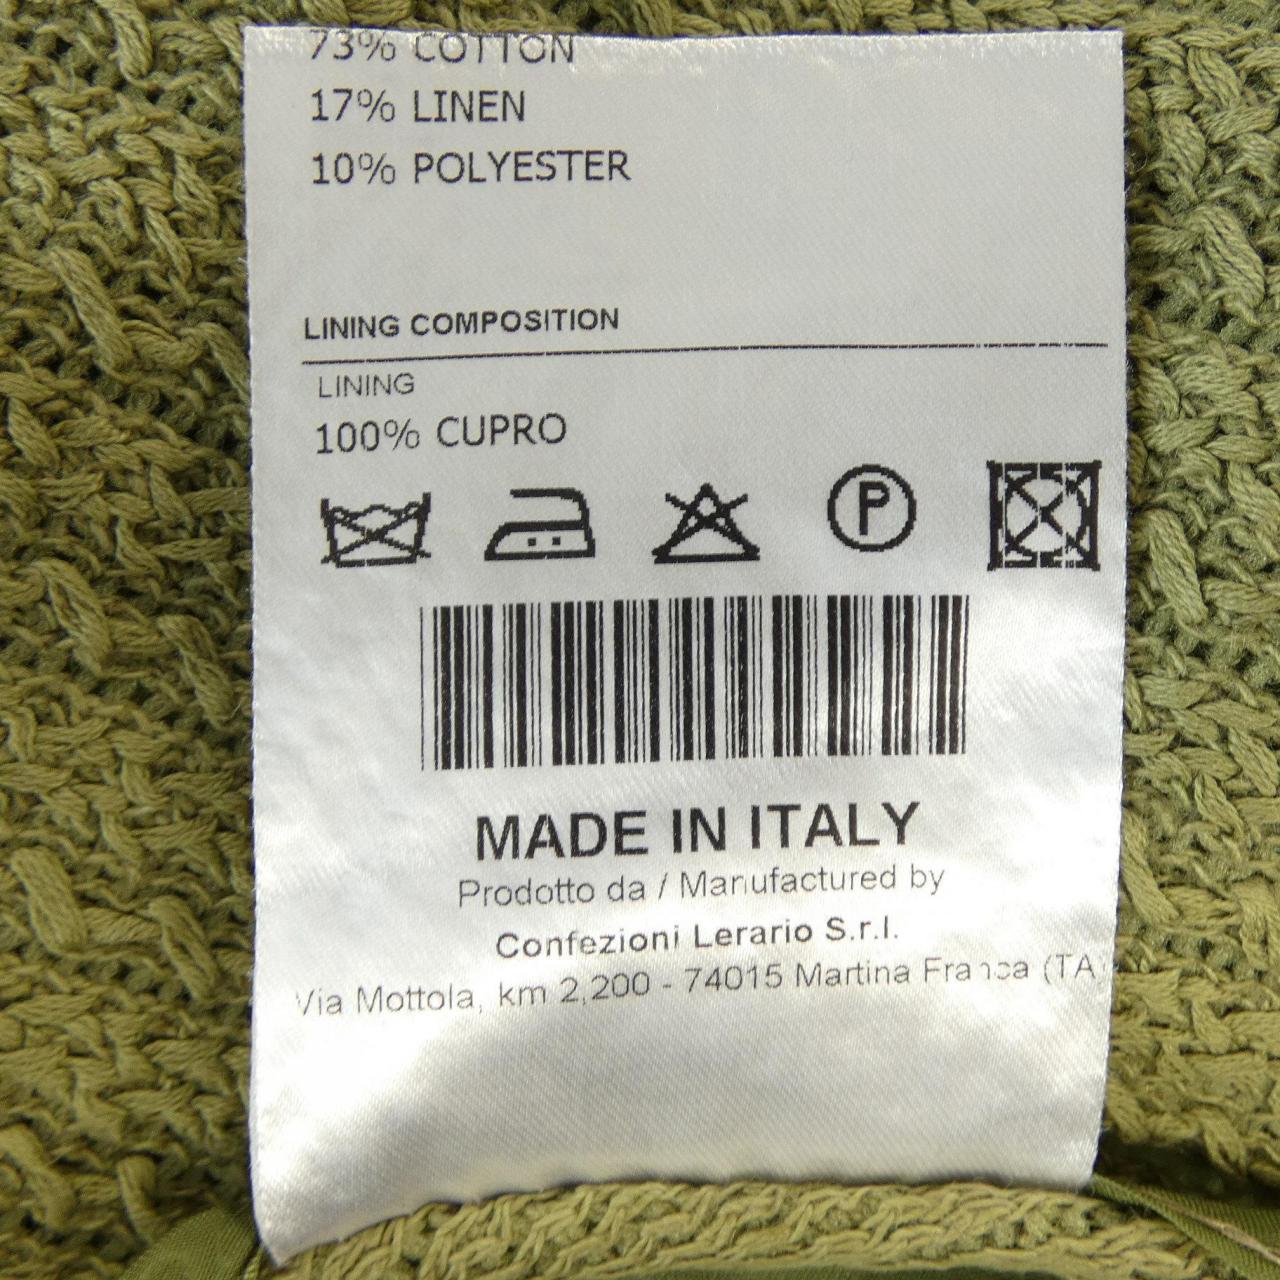 73% COTTON
17% LINEN
10% POLYESTER
LINING COMPOSITION
LINING
100% CUPRO
P
MADE IN ITALY
Prodotto da / Manufactured by
Confezioni Lerario S.r.l.
Via Mottola, km 2,200 - 74015 Martina Franca (TA)